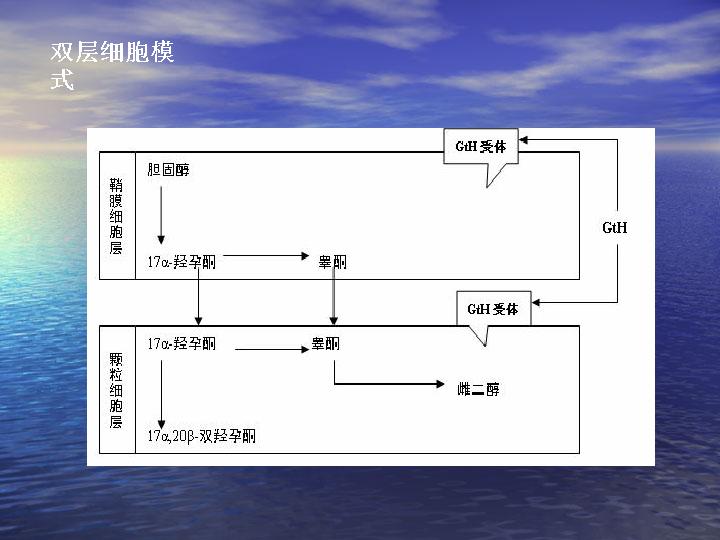 双层细胞模
式
GtH 受体
胆固醇
鞘膜细胞层
GtH
17α-羟孕酮
睾酮
GtH 受体
17α-羟孕酮
睾酮
颗粒细胞层
雌二醇
17α,20β-双羟孕酮